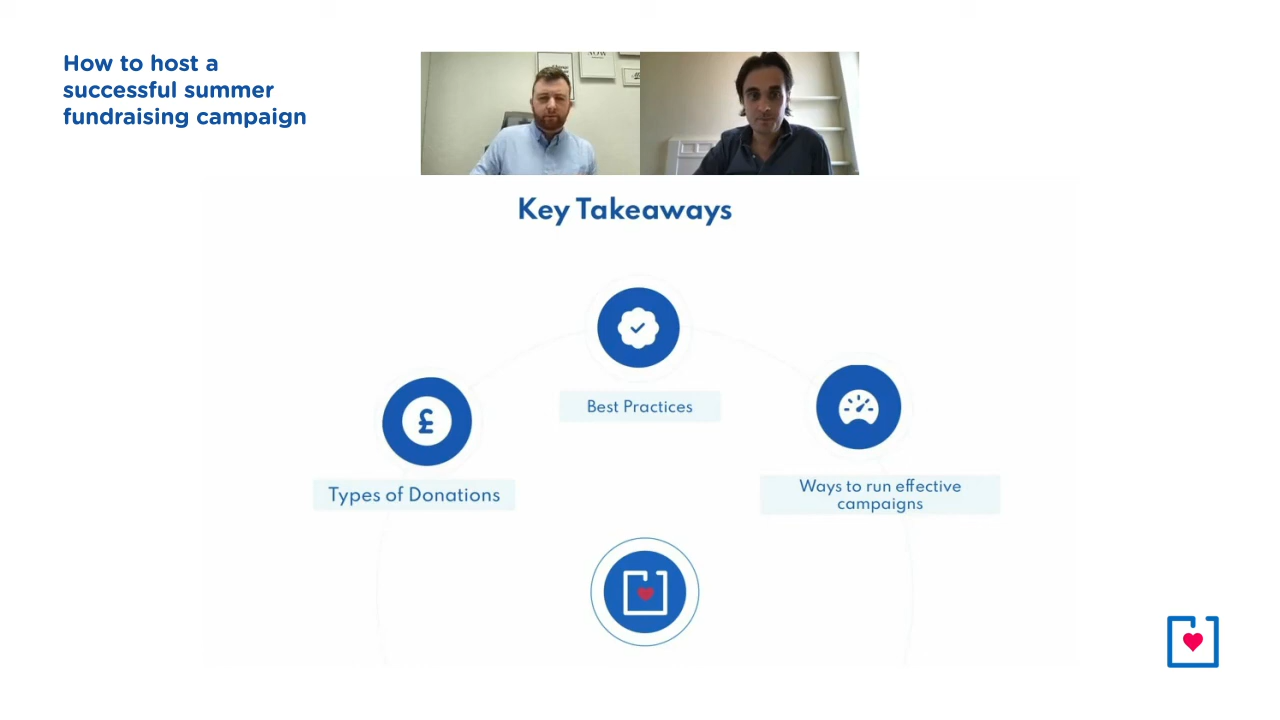 How to host a
successful summer
fundraising campaign
NOW
Key Takeaways
Best Practices
£
Types of Donations
Ways to run effective
campaigns